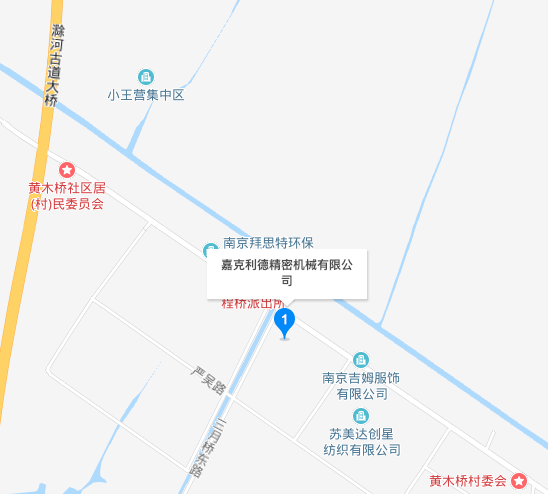 滁河古道大桥
小王营集中区
黄木桥社区居
(村)民委员会
南京拜思特环保
嘉克利德精密机械有限公
司
程桥派出所
1
南京吉姆服饰
有限公司
严吴路
苏美达创星
纺织有限公司
三月桥东路
黄木桥村委会